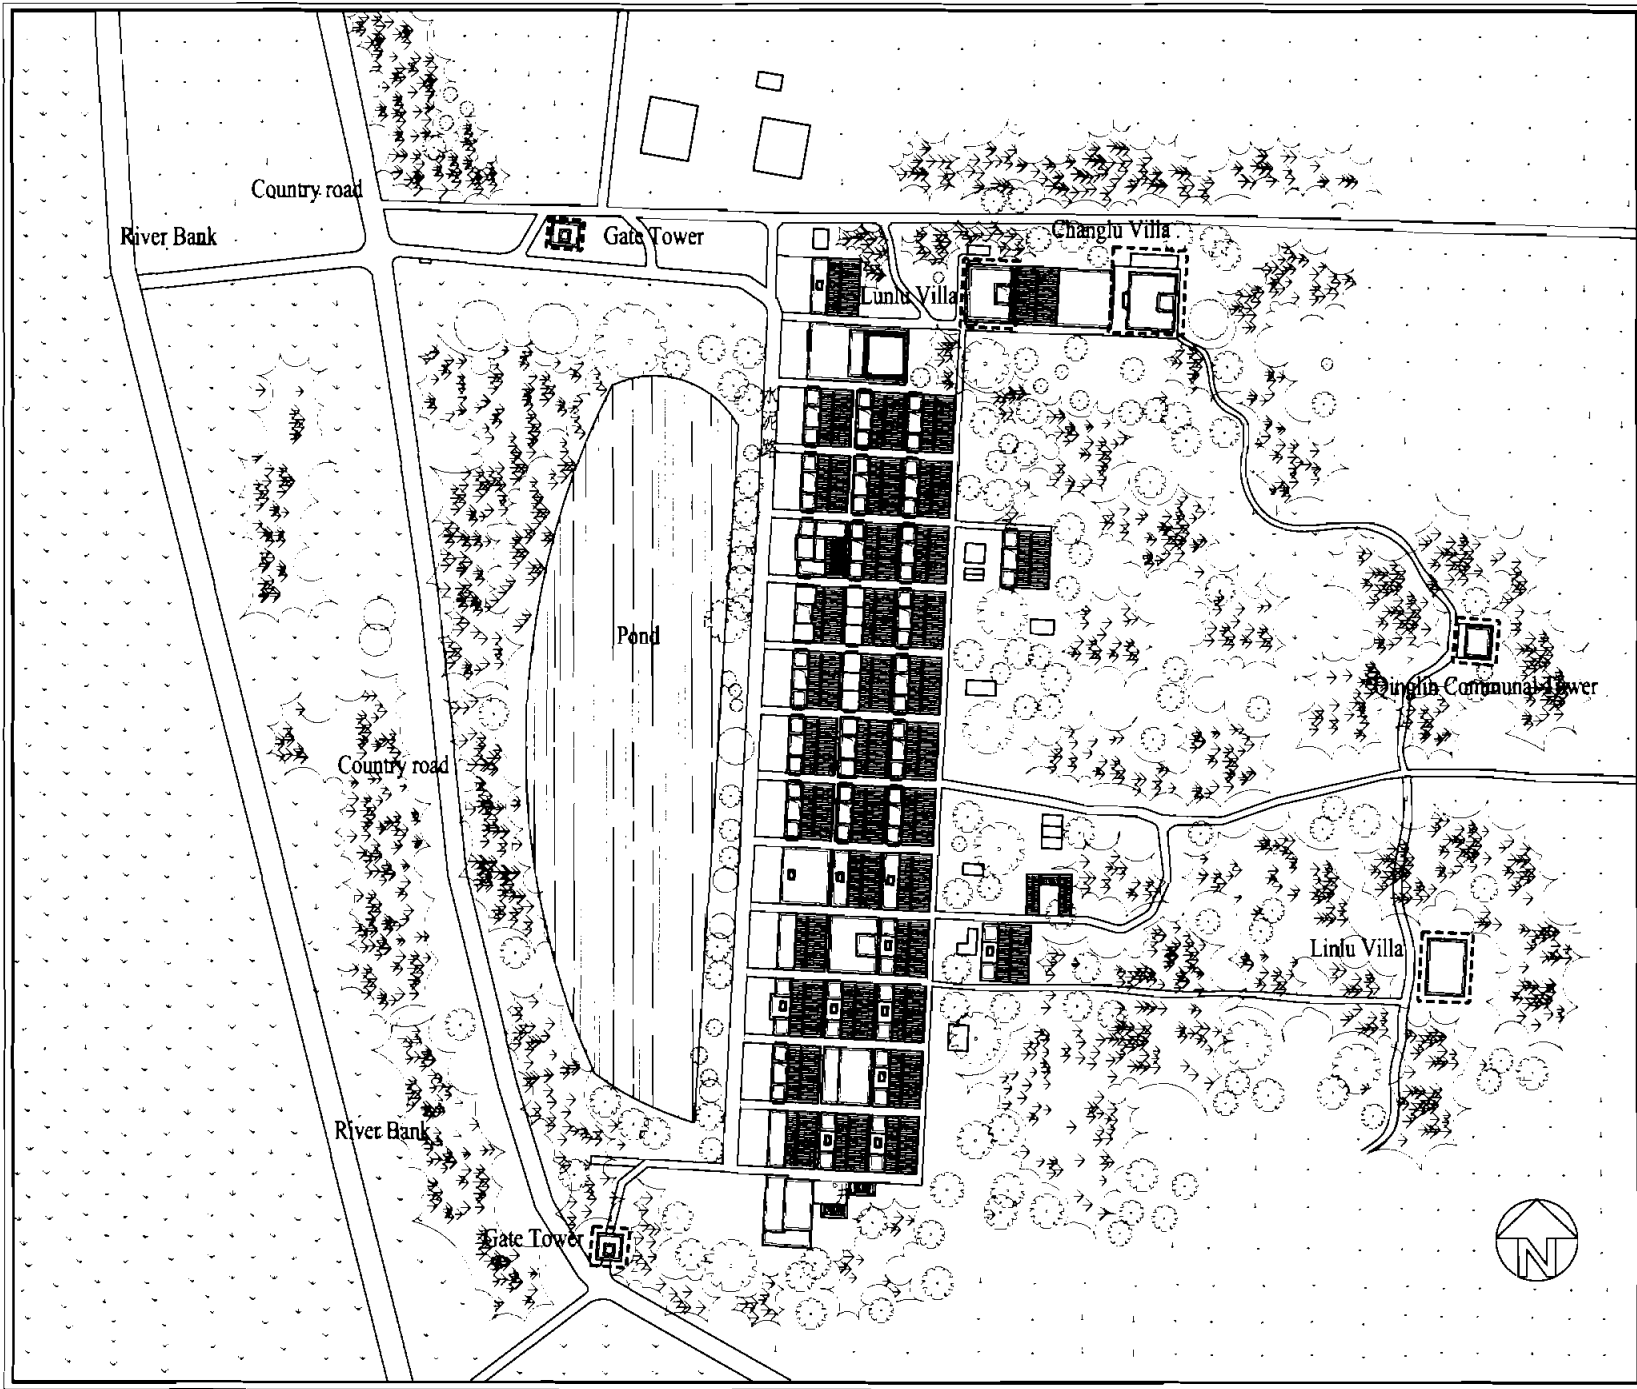 Country road
River Bank
Gate Tower
Changlu Villa
Lunlu Villa
Pond
Qinglin Communal Tower
Country road
Linlu Villa
River Bank
Gate Tower
N